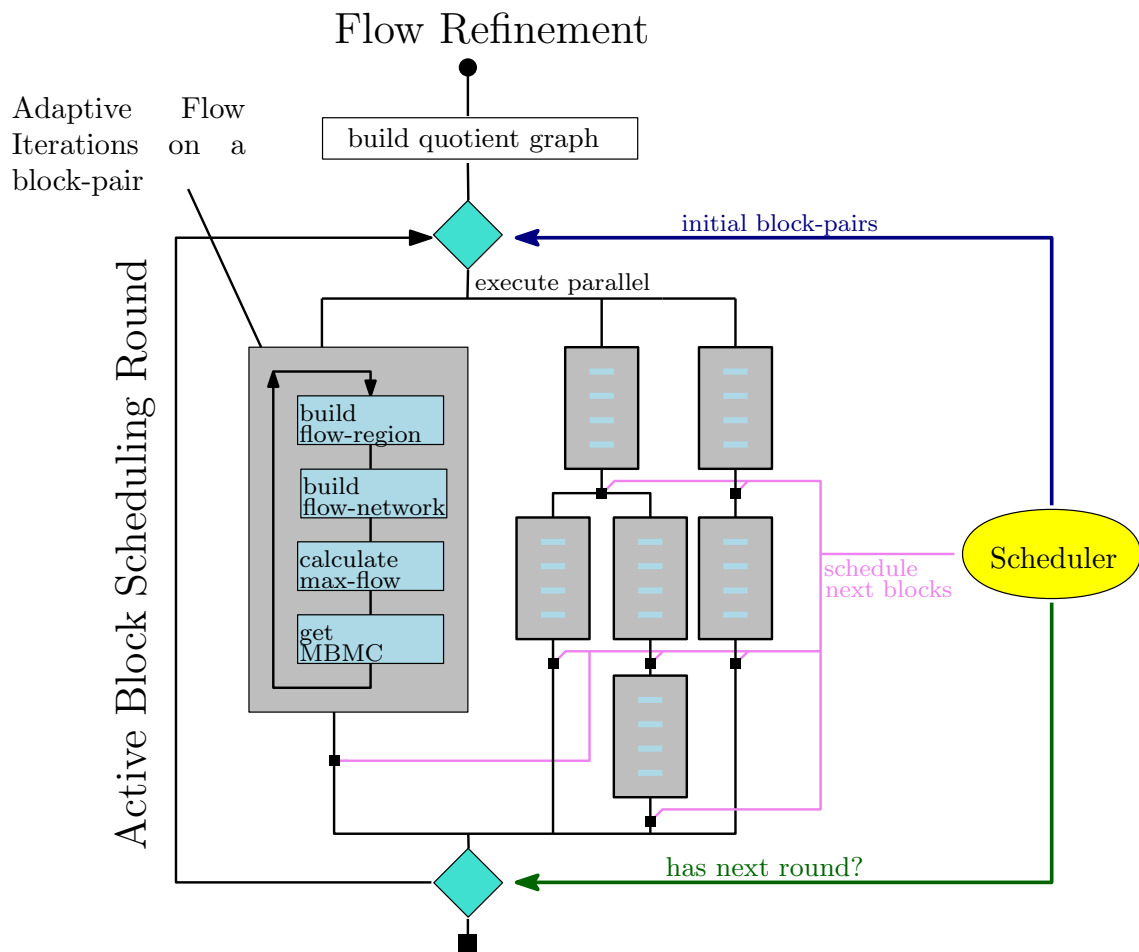 Flow Refinement
Adaptive Flow
Iterations on a
block-pair
build quotient graph
initial block-pairs
execute parallel
Active Block Scheduling Round
build
flow-region
build
flow-network
calculate
max-flow
get
MBMC
schedule
next blocks
Scheduler
has next round?